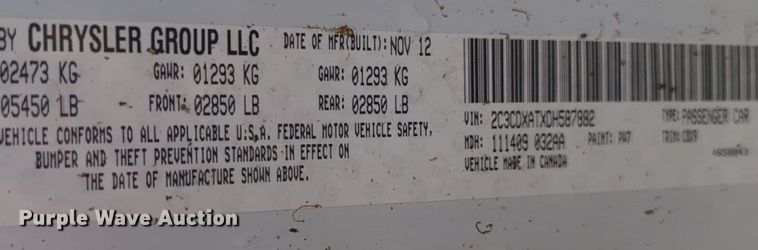 BY CHRYSLER GROUP LLC DATE OF MFR(BUILT): NOV 12
02473 KG GAWR: 01293 KG GAWR: 01293 KG
05450 LB FRONT: 02850 LB REAR: 02850 LB
VEHICLE CONFORMS TO ALL APPLICABLE U.S.A. FEDERAL MOTOR VEHICLE SAFETY,
BUMPER AND THEFT PREVENTION STANDARDS IN EFFECT ON
THE DATE OF MANUFACTURE SHOWN ABOVE.
VIN: 2C3CDXATXDH587882 TYPE: PASSENGER CAR
MDH: 111409 032AA PAINT: PW7 TRIM: CDX9
VEHICLE MADE IN CANADA
Purple Wave Auction